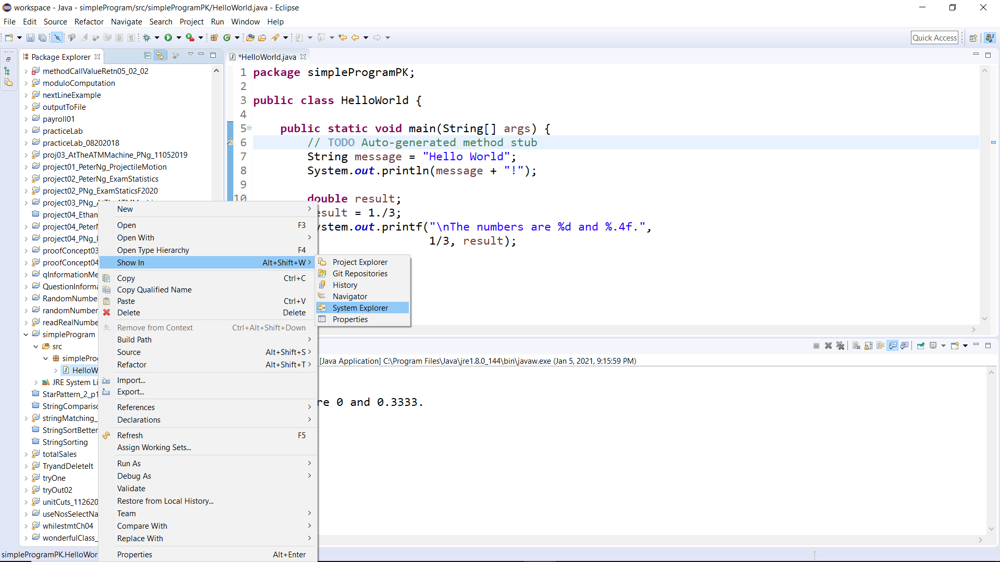 workspace - Java - simpleProgram/src/simpleProgramPK/HelloWorld.java - Eclipse
File Edit Source Refactor Navigate Search Project Run Window Help
Quick Access
Package Explorer
methodCallValueRetn05_02_02
moduloComputation
nextLineExample
outputToFile
payroll01
practiceLab
practiceLab_08202018
proj03_AtTheATMMachine_PNg_11052019
project01_PeterNg_ProjectileMotion
project02_PeterNg_ExamStatistics
project02_PNg_ExamStaticsF2020
project03_PNg_
project04_Ethan
project04_Peter
project04_PNg_
proofConcept03
proofConcept04
qInformationMe
QuestionInforma
RandomNumbe
randomNumber
readRealNumbe
simpleProgram
src
simplePro
HelloW
JRE System Li
StarPattern_2_p1
StringComparis
stringMatching_
StringSortBetter
StringSorting
totalSales
TryandDeleteIt
tryOne
tryOut02
unitCuts_112620
useNosSelectNa
whilestmtCh04
wonderfulClass_
*HelloWorld.java
1 package simpleProgramPK;
2
3 public class HelloWorld {
4
5 public static void main(String[] args) {
6 // TODO Auto-generated method stub
7 String message = "Hello World";
8 System.out.println(message + "!");
9
10 double result;
esult = 1./3;
ystem.out.printf("\nThe numbers are %d and %.4f.",
1/3, result);
New
Open F3
Open With
Open Type Hierarchy F4
Show In Alt+Shift+W
Copy Ctrl+C
Copy Qualified Name
Paste Ctrl+V
Delete Delete
Remove from Context Ctrl+Alt+Shift+Down
Build Path
Source Alt+Shift+S
Refactor Alt+Shift+T
Import...
Export...
References
Declarations
Refresh F5
Assign Working Sets...
Run As
Debug As
Validate
Restore from Local History...
Team
Compare With
Replace With
Properties Alt+Enter
Project Explorer
Git Repositories
History
Navigator
System Explorer
Properties
[Java Application] C:\Program Files\Java\jre1.8.0_144\bin\javaw.exe (Jan 5, 2021, 9:15:59 PM)
re 0 and 0.3333.
simpleProgramPK.HelloWor